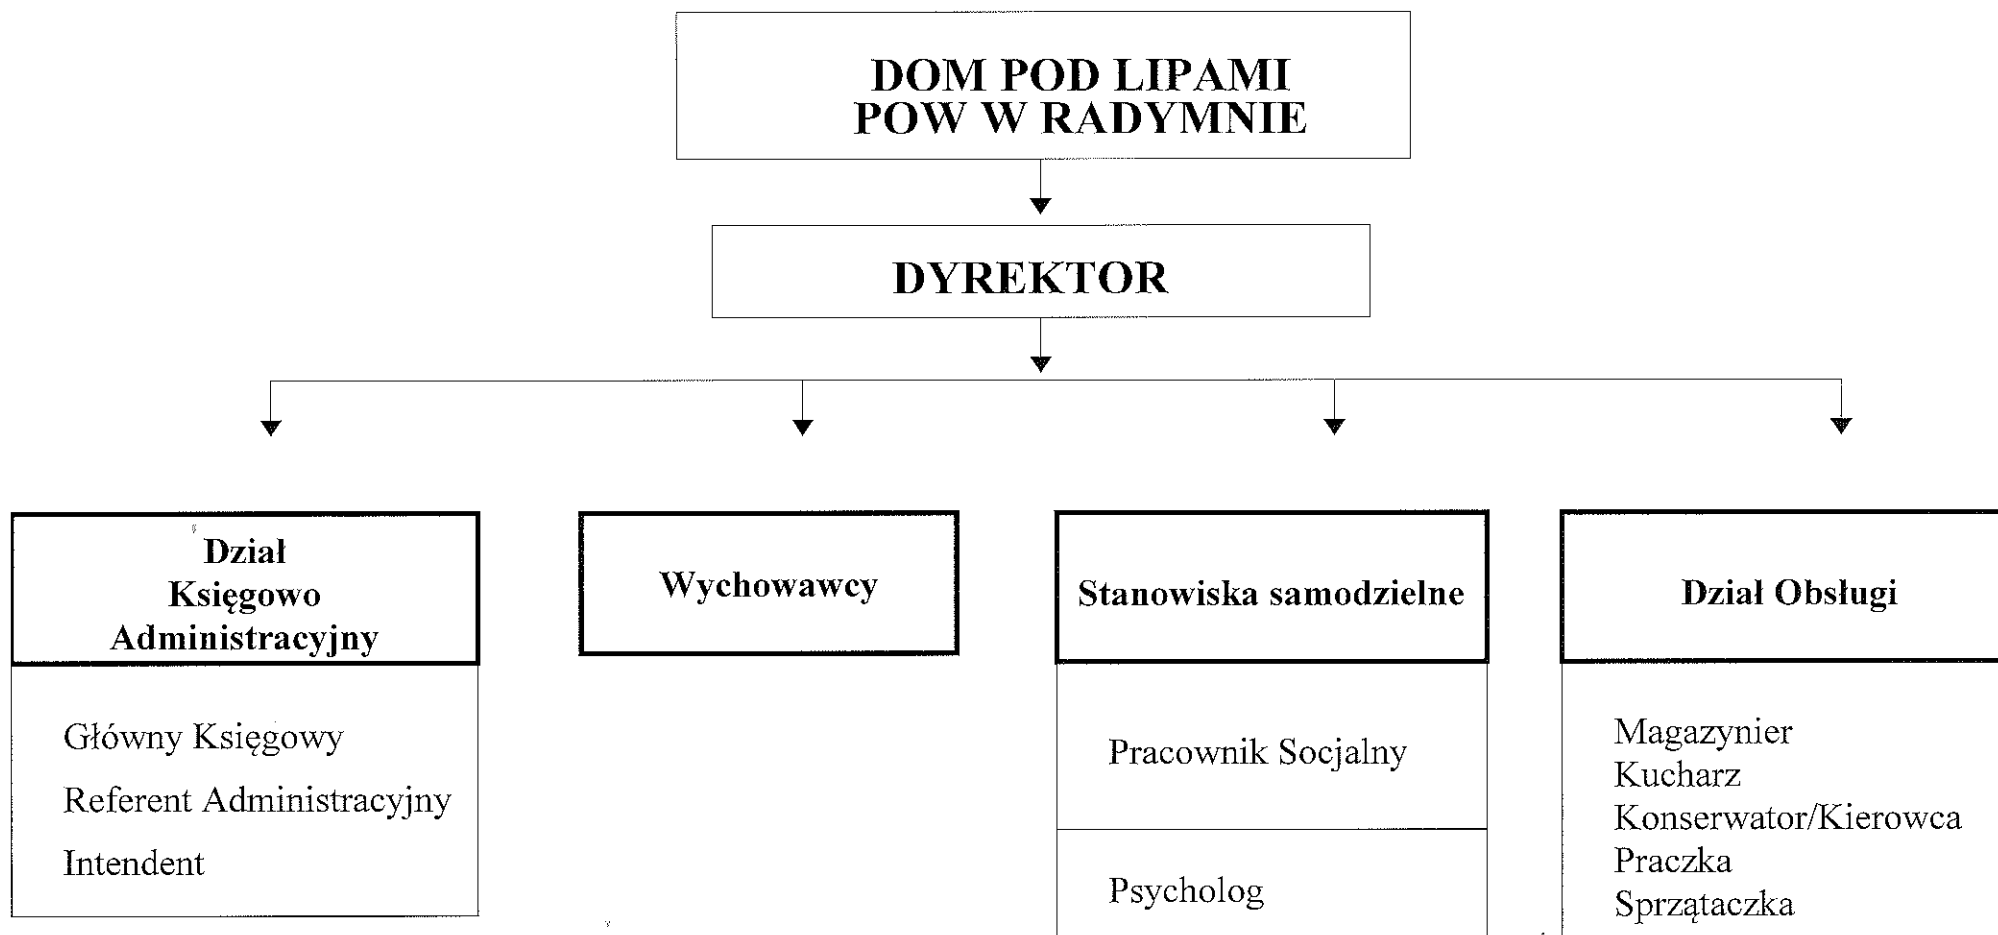 DOM POD LIPAMI
POW W RADYMNIE
DYREKTOR
Dział
Księgowo
Administracyjny
Główny Księgowy
Referent Administracyjny
Intendent
Wychowawcy
Stanowiska samodzielne
Pracownik Socjalny
Psycholog
Dział Obsługi
Magazynier
Kucharz
Konserwator/Kierowca
Praczka
Sprzątaczka